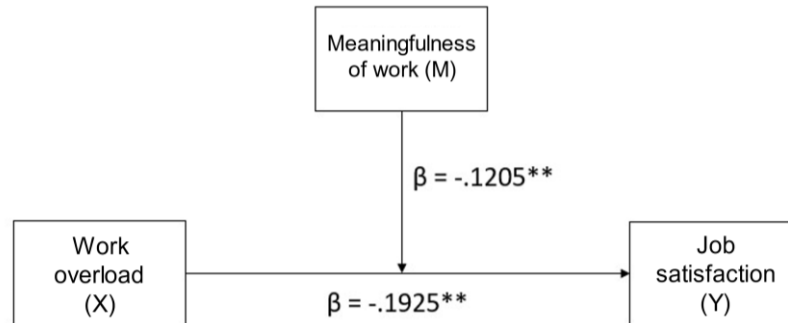 Meaningfulness
of work (M)
β = -.1205**
Work
overload
(X)
β = -.1925**
Job
satisfaction
(Y)